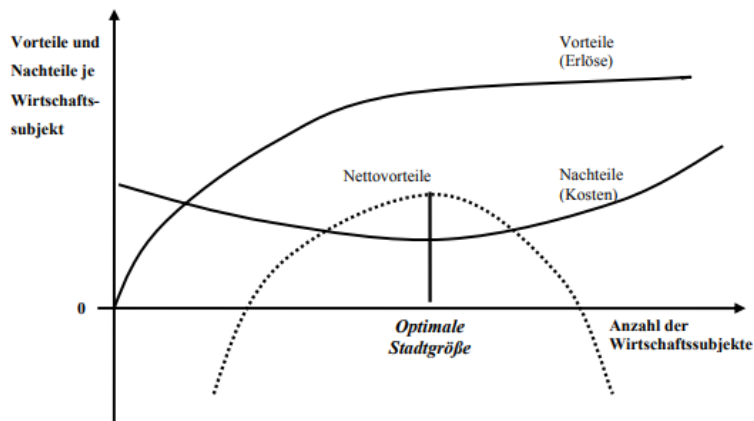 Vorteile und
Nachteile je
Wirtschafts-
subjekt
Vorteile
(Erlöse)
Nettovorteile
Nachteile
(Kosten)
0
Optimale
Stadtgröße
Anzahl der
Wirtschaftssubjekte